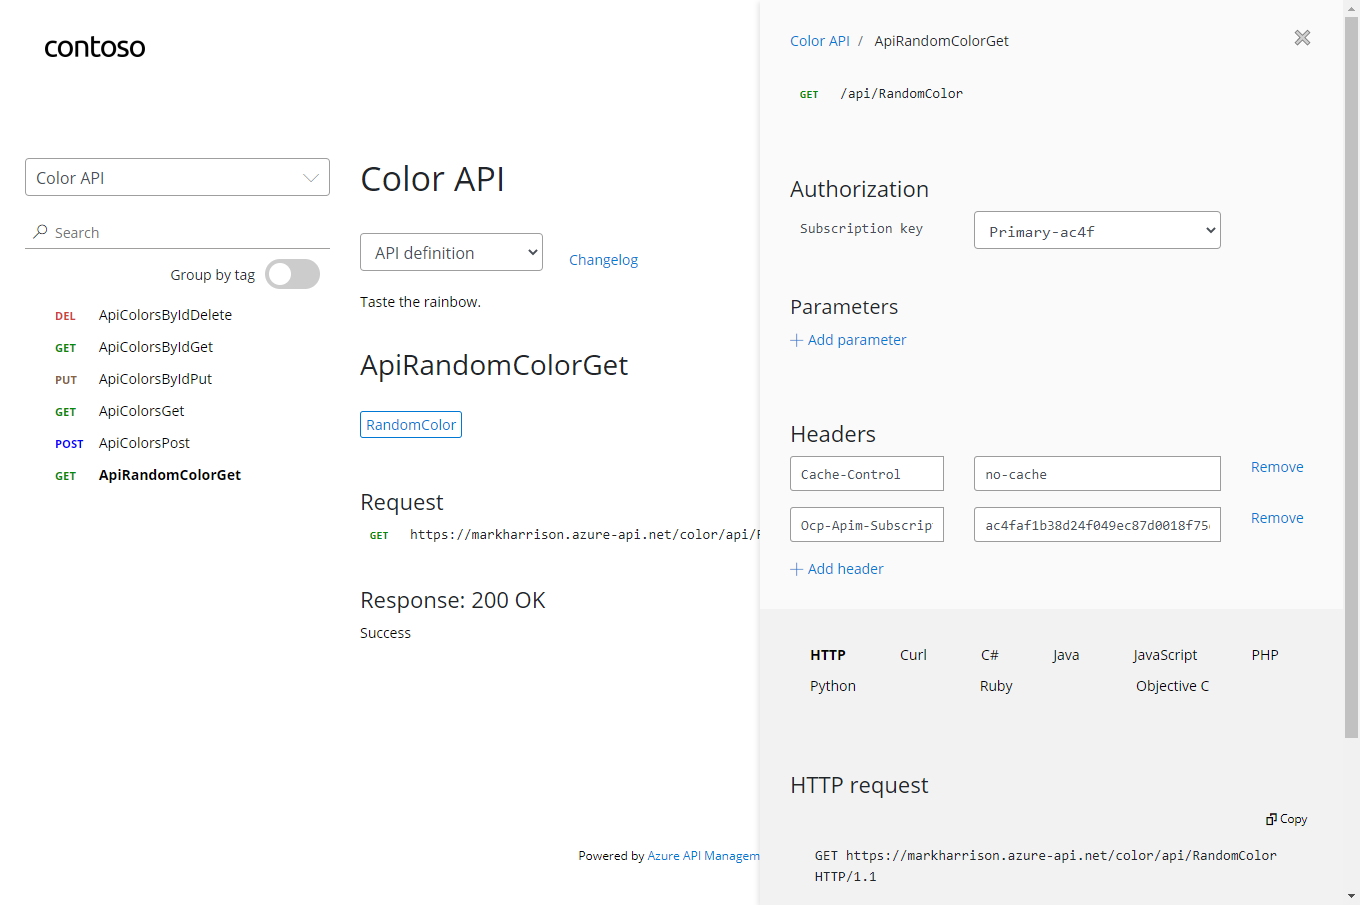 contoso
Color API
Search
Group by tag
DEL ApiColorsByIdDelete
GET ApiColorsByIdGet
PUT ApiColorsByIdPut
GET ApiColorsGet
POST ApiColorsPost
GET ApiRandomColorGet
Color API
API definition Changelog
Taste the rainbow.
ApiRandomColorGet
RandomColor
Request
GET https://markharrison.azure-api.net/color/api/
Response: 200 OK
Success
Powered by Azure API Managem
Color API / ApiRandomColorGet
GET /api/RandomColor
Authorization
Subscription key Primary-ac4f
Parameters
Add parameter
Headers
Cache-Control no-cache Remove
Ocp-Apim-Subscrip ac4faf1b38d24f049ec87d0018f75 Remove
Add header
HTTP Curl C# Java JavaScript PHP
Python Ruby Objective C
HTTP request
Copy
GET https://markharrison.azure-api.net/color/api/RandomColor
HTTP/1.1